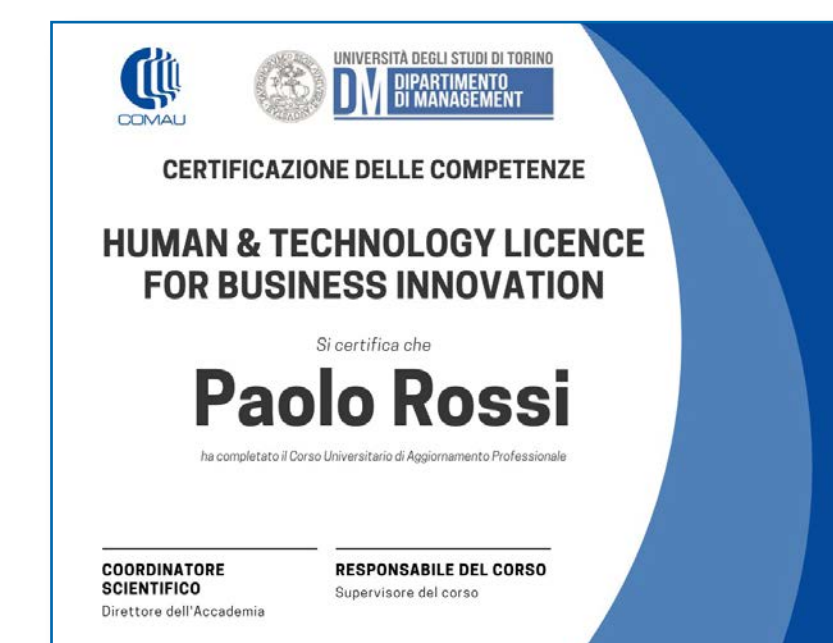 COMAU
UNIVERSITÀ DEGLI STUDI DI TORINO
DM DIPARTIMENTO
DI MANAGEMENT
CERTIFICAZIONE DELLE COMPETENZE
HUMAN & TECHNOLOGY LICENCE
FOR BUSINESS INNOVATION
Si certifica che
Paolo Rossi
ha completato il Corso Universitario di Aggiornamento Professionale
COORDINATORE
SCIENTIFICO
Direttore dell'Accademia
RESPONSABILE DEL CORSO
Supervisore del corso